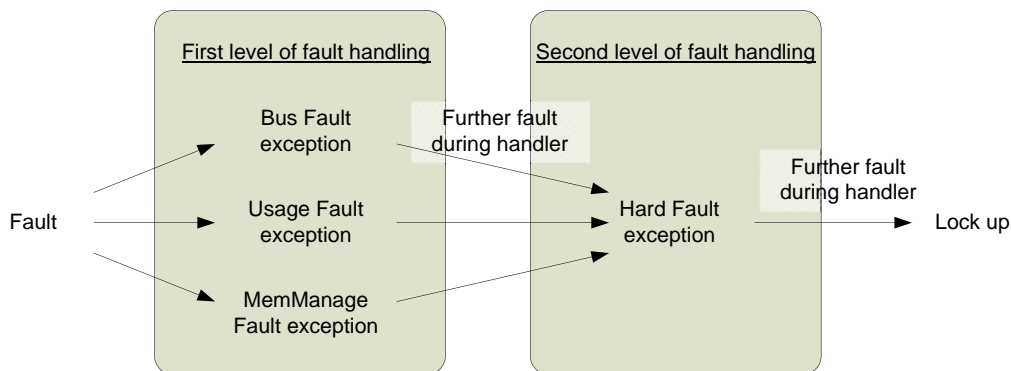 First level of fault handling
Second level of fault handling
Bus Fault
exception
Further fault
during handler
Further fault
during handler
Fault
Usage Fault
exception
Hard Fault
exception
Lock up
MemManage
Fault exception